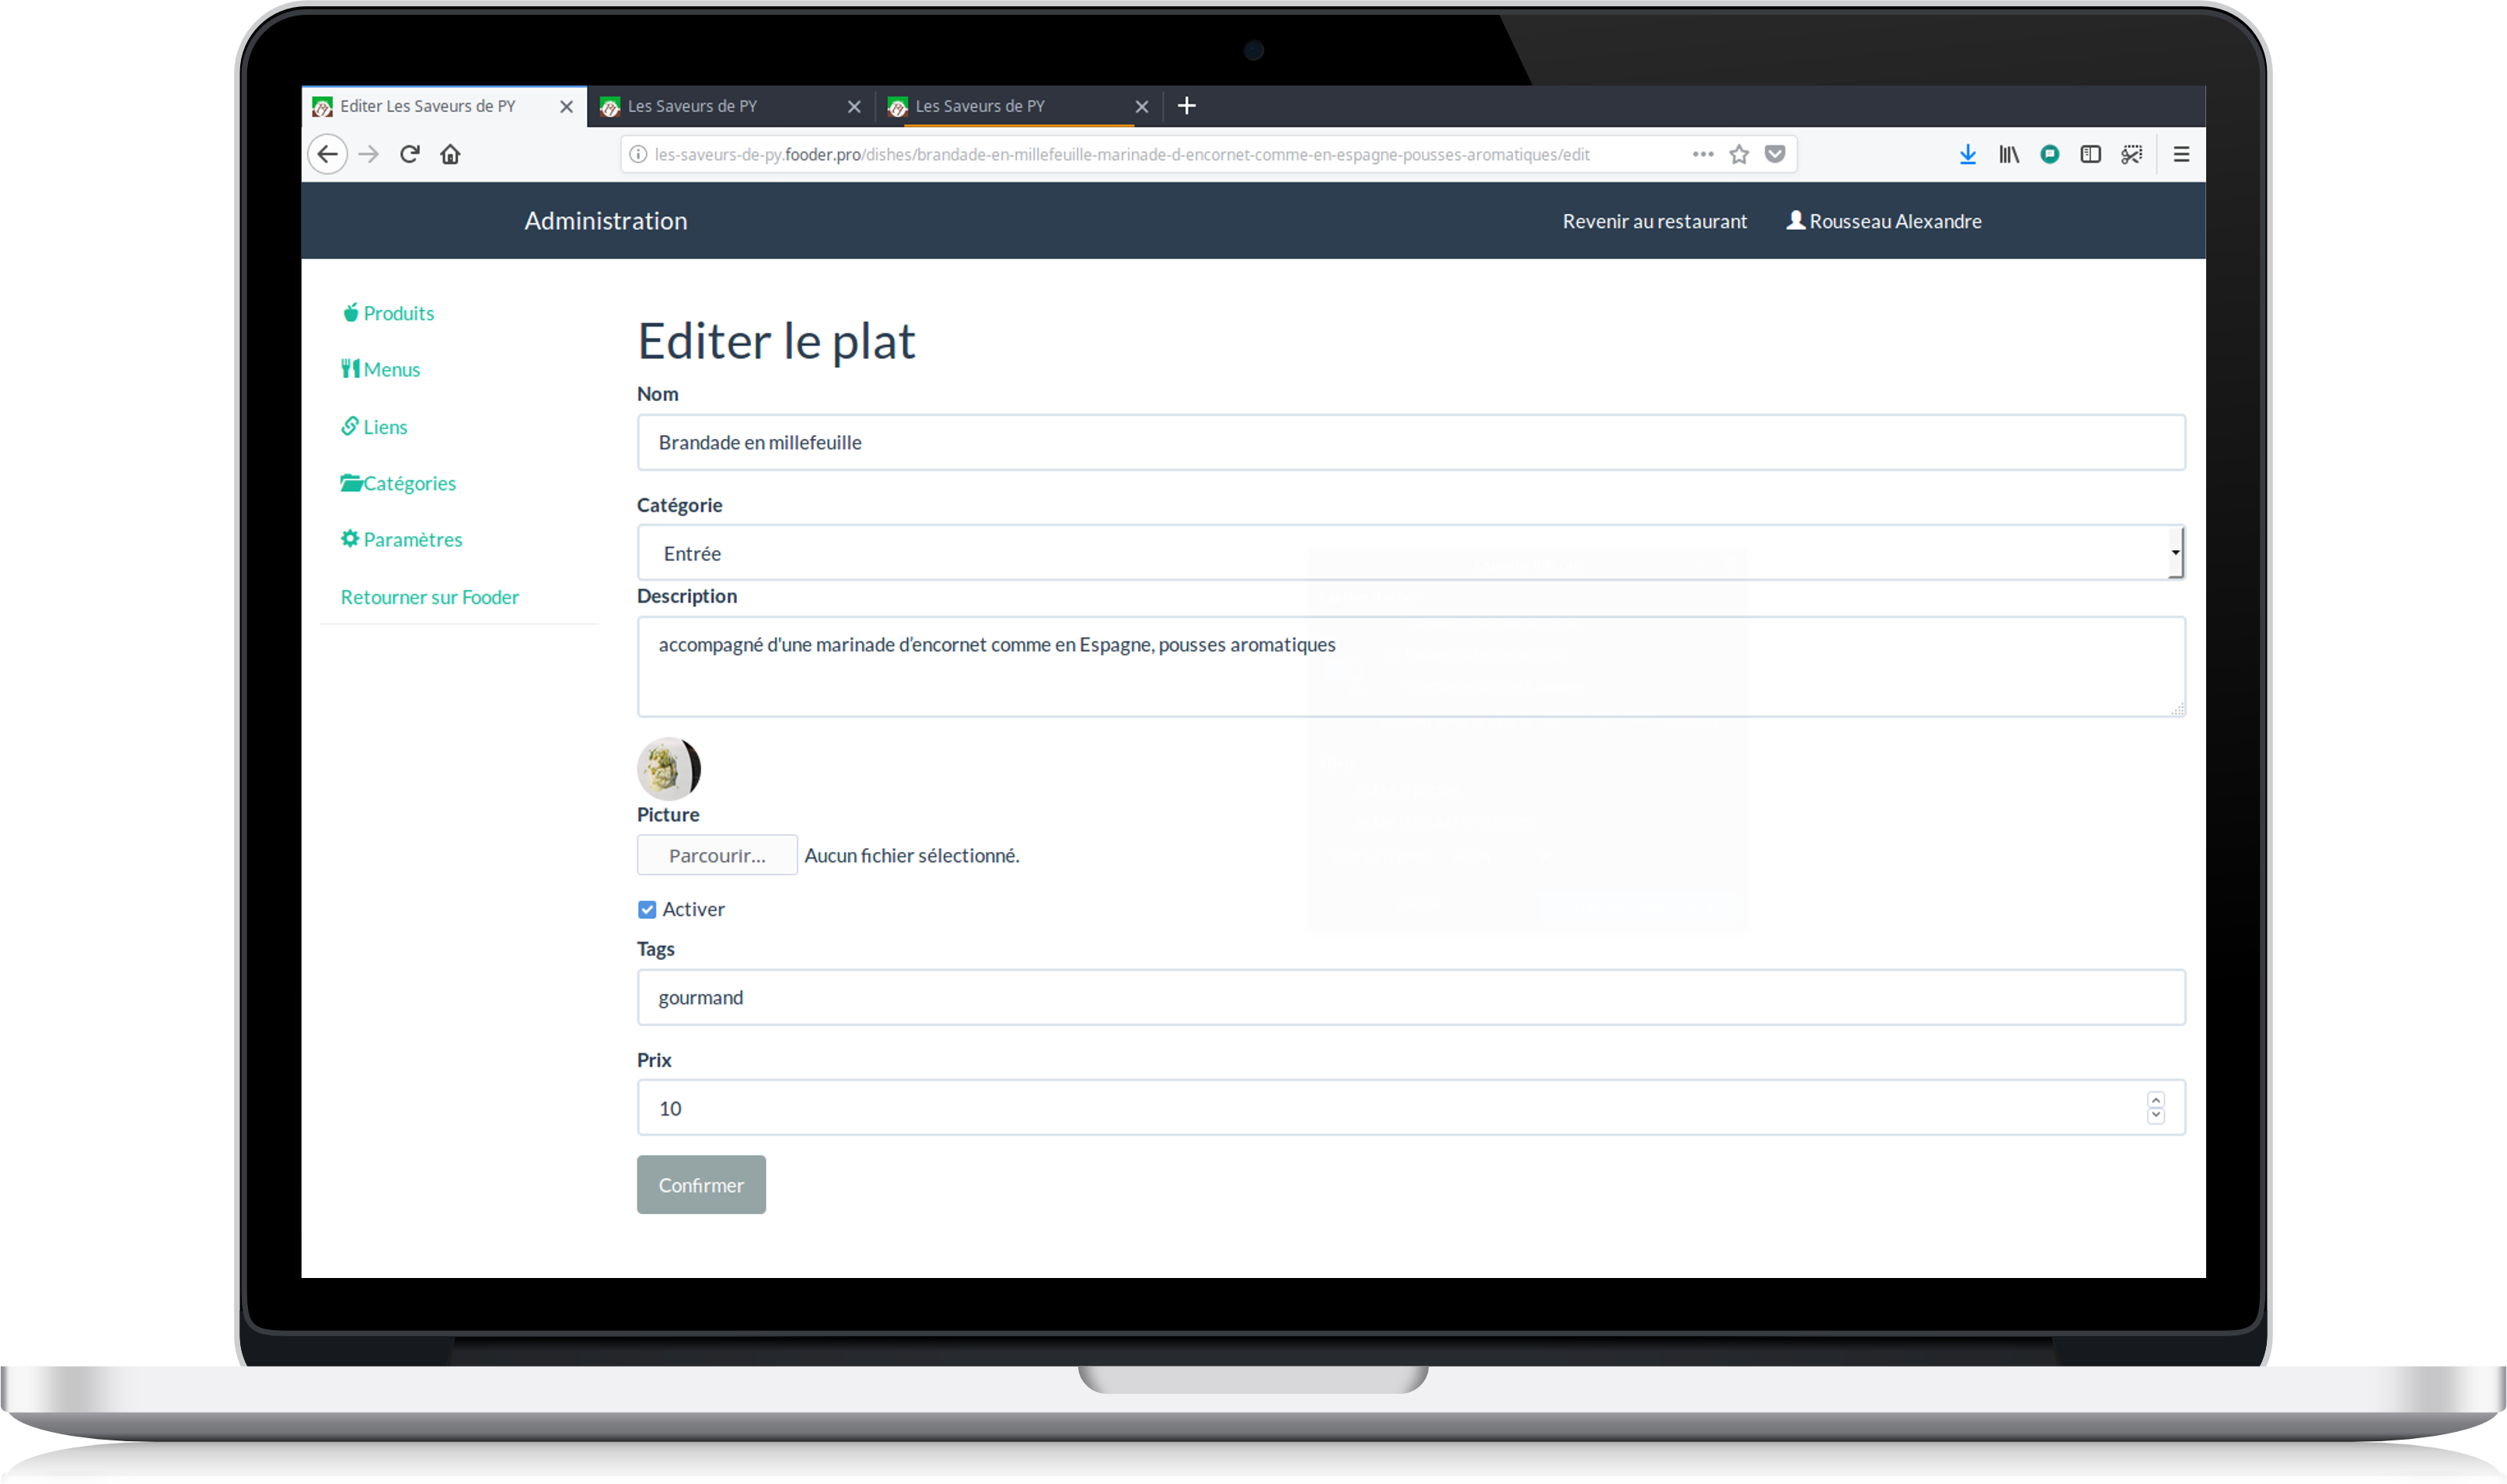 Editer Les Saveurs de PY
Les Saveurs de PY
Les Saveurs de PY
les-saveurs-de-py.fooder.pro/dishes/brandade-en-millefeuille-marinade-d-encornet-comme-en-espagne-pousses-aromatiques/edit
Administration
Revenir au restaurant
Rousseau Alexandre
Produits
Menus
Liens
Catégories
Paramètres
Retourner sur Fooder
Editer le plat
Nom
Brandade en millefeuille
Catégorie
Entrée
Description
accompagné d'une marinade d’encornet comme en Espagne, pousses aromatiques
Picture
Parcourir...
Aucun fichier sélectionné.
Activer
Tags
gourmand
Prix
10
Confirmer